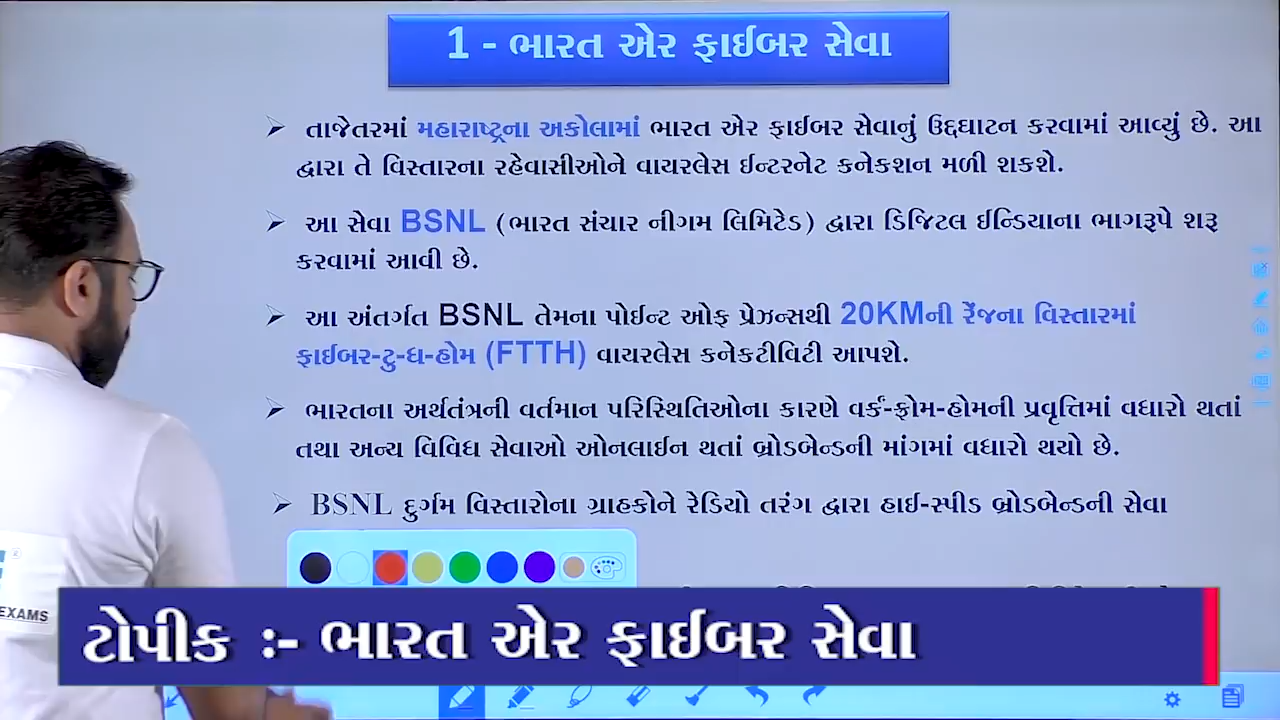 1 - ભારત એર ફાઈબર સેવા
➢ તાજેતરમાં મહારાષ્ટ્રના અકોલામાં ભારત એર ફાઈબર સેવાનું ઉદ્દઘાટન કરવામાં આવ્યું છે. આ
દ્વારા તે વિસ્તારના રહેવાસીઓને વાયરલેસ ઈન્ટરનેટ કનેકશન મળી શકશે.
➢ આ સેવા BSNL (ભારત સંચાર નીગમ લિમિટેડ) દ્વારા ડિજિટલ ઈન્ડિયાના ભાગરૂપે શરૂ
કરવામાં આવી છે.
➢ આ અંતર્ગત BSNL તેમના પોઈન્ટ ઓફ પ્રેઝન્સથી 20KMની રેંજના વિસ્તારમાં
ફાઈબર-ટુ-ધ-હોમ (FTTH) વાયરલેસ કનેકટીવિટી આપશે.
➢ ભારતના અર્થતંત્રની વર્તમાન પરિસ્થિતિઓના કારણે વર્ક-ફ્રોમ-હોમની પ્રવૃત્તિમાં વધારો થતાં
તથા અન્ય વિવિધ સેવાઓ ઓનલાઈન થતાં બ્રોડબેન્ડની માંગમાં વધારો થયો છે.
➢ BSNL દુર્ગમ વિસ્તારોના ગ્રાહકોને રેડિયો તરંગ દ્વારા હાઈ-સ્પીડ બ્રોડબેન્ડની સેવા
EXAMS
ટોપીક :- ભારત એર ફાઈબર સેવા